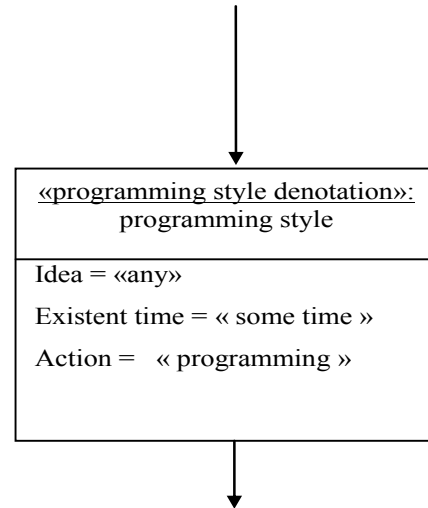 «programming style denotation»:
programming style
Idea = «any»
Existent time = « some time »
Action = « programming »